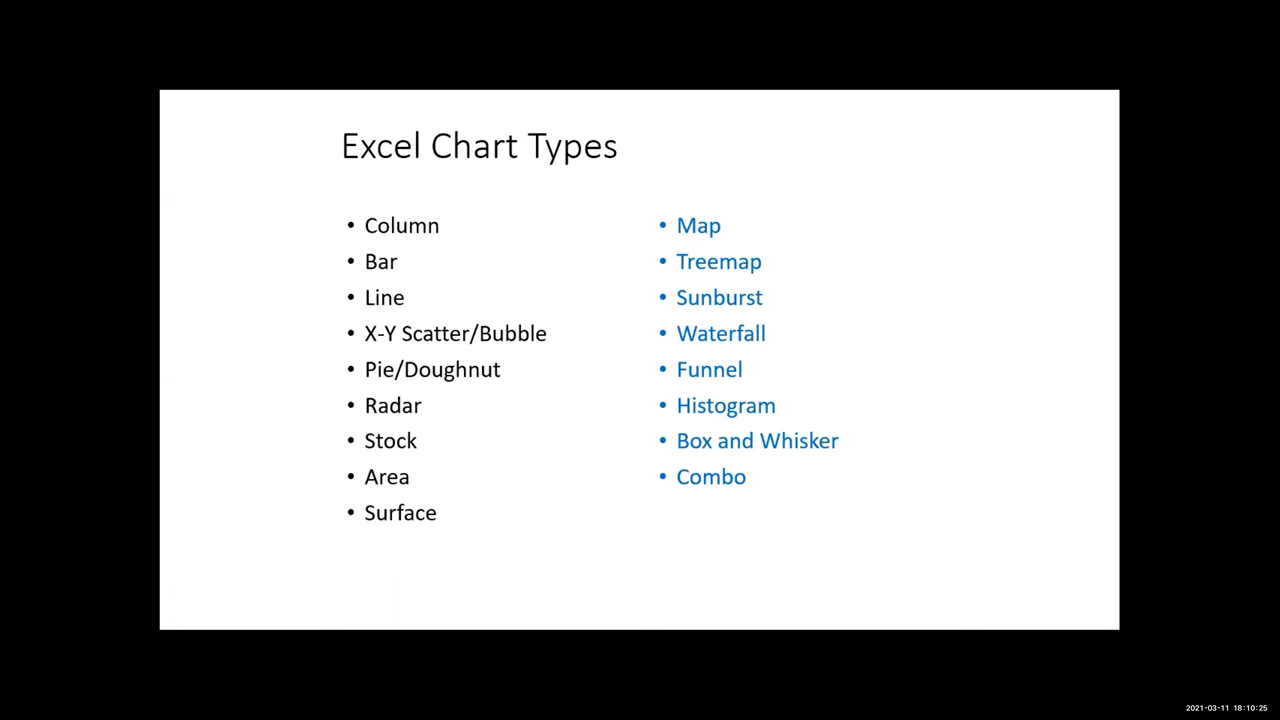 Excel Chart Types
• Column
• Bar
• Line
• X-Y Scatter/Bubble
• Pie/Doughnut
• Radar
• Stock
• Area
• Surface
• Map
• Treemap
• Sunburst
• Waterfall
• Funnel
• Histogram
• Box and Whisker
• Combo
2021-03-11 18:10:25